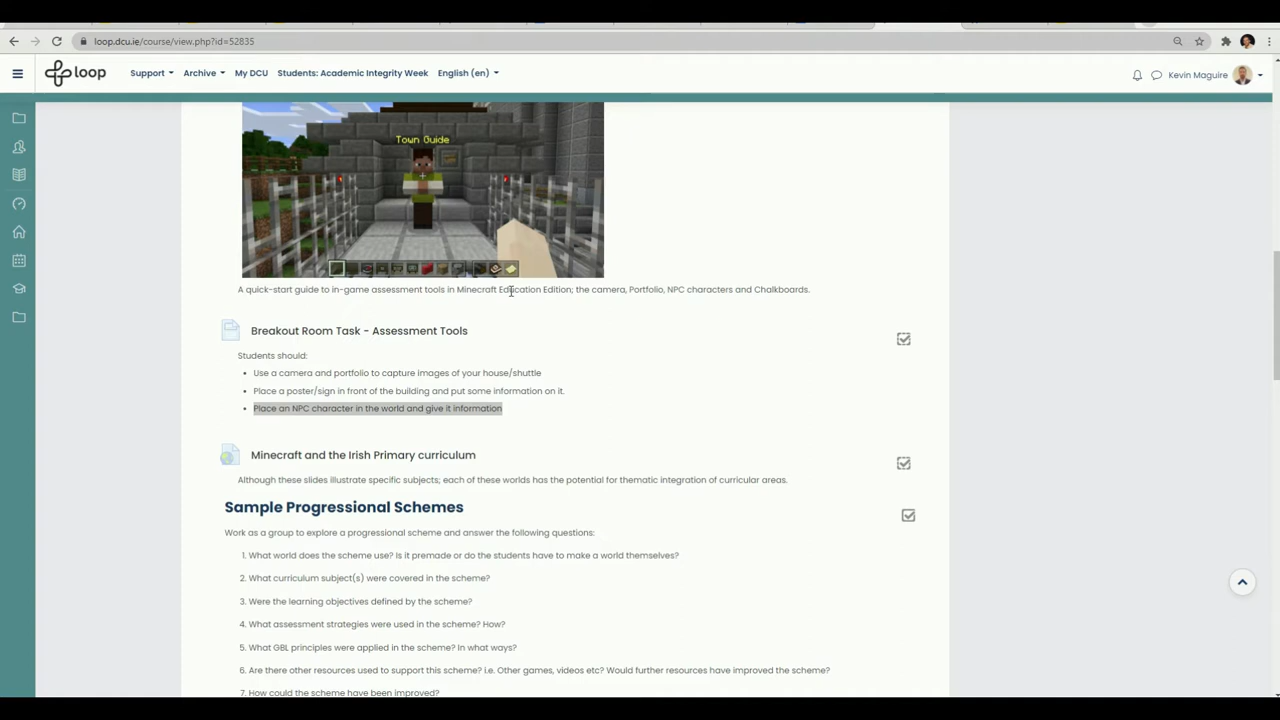 loop.dcu.ie/course/view.php?id=52835
loop
Support
Archive
My DCU
Students: Academic Integrity Week
English (en)
Kevin Maguire
Town Guide
A quick-start guide to in-game assessment tools in Minecraft Education Edition; the camera, Portfolio, NPC characters and Chalkboards.
Breakout Room Task - Assessment Tools
Students should:
• Use a camera and portfolio to capture images of your house/shuttle
• Place a poster/sign in front of the building and put some information on it.
• Place an NPC character in the world and give it information
Minecraft and the Irish Primary curriculum
Although these slides illustrate specific subjects; each of these worlds has the potential for thematic integration of curricular areas.
Sample Progressional Schemes
Work as a group to explore a progressional scheme and answer the following questions:
1. What world does the scheme use? Is it premade or do the students have to make a world themselves?
2. What curriculum subject(s) were covered in the scheme?
3. Were the learning objectives defined by the scheme?
4. What assessment strategies were used in the scheme? How?
5. What GBL principles were applied in the scheme? In what ways?
6. Are there other resources used to support this scheme? i.e. Other games, videos etc? Would further resources have improved the scheme?
7. How could the scheme have been improved?